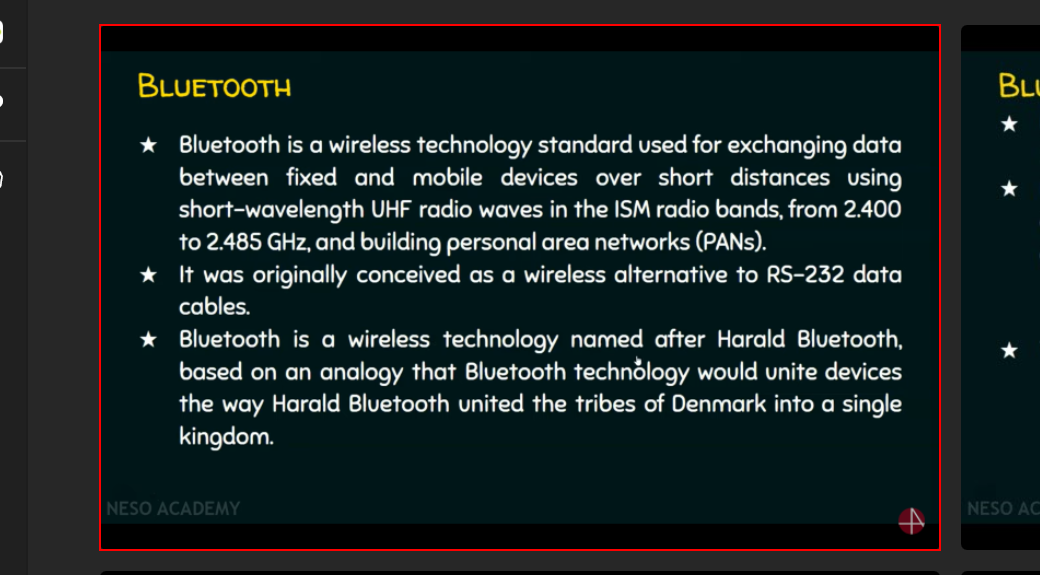 BLUETOOTH
★ Bluetooth is a wireless technology standard used for exchanging data
between fixed and mobile devices over short distances using
short-wavelength UHF radio waves in the ISM radio bands, from 2.400
to 2.485 GHz, and building personal area networks (PANs).
★ It was originally conceived as a wireless alternative to RS-232 data
cables.
★ Bluetooth is a wireless technology named after Harald Bluetooth,
based on an analogy that Bluetooth technology would unite devices
the way Harald Bluetooth united the tribes of Denmark into a single
kingdom.
NESO ACADEMY
★
★
★
NESO